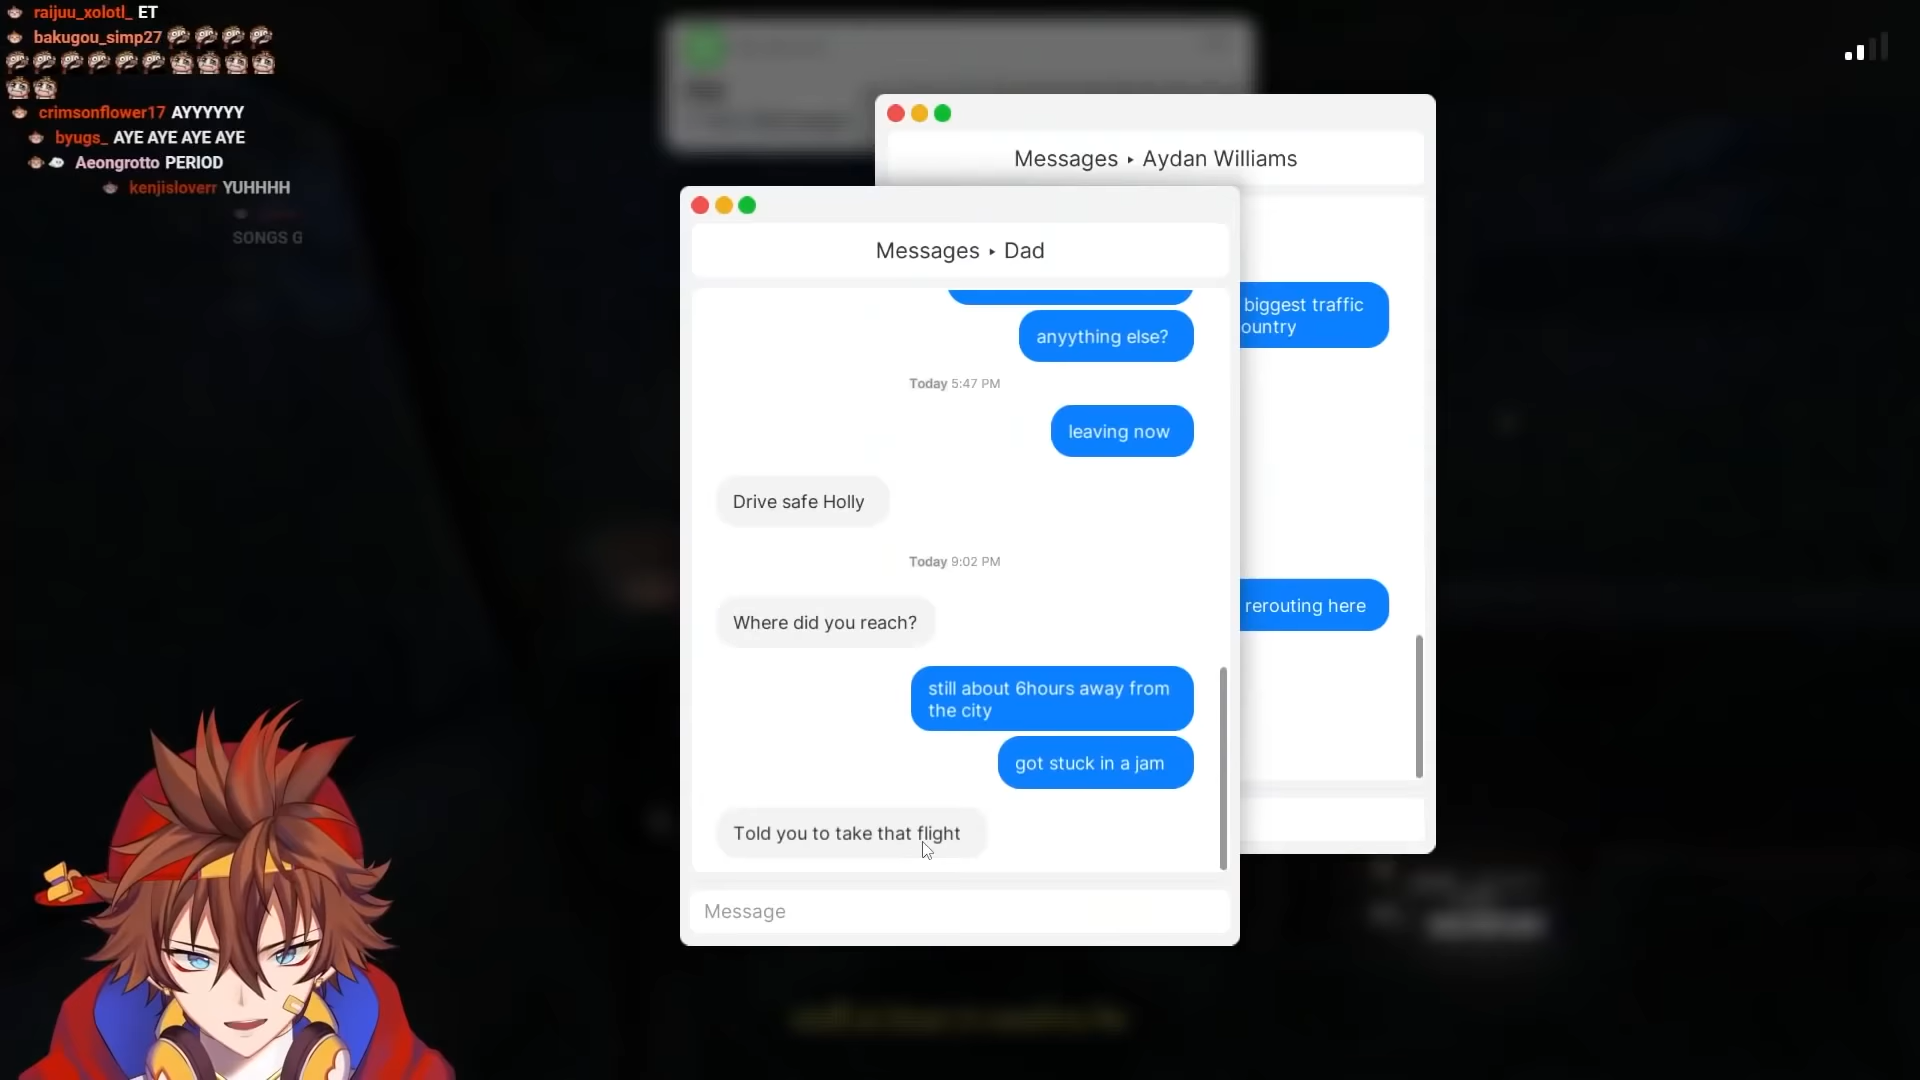 raijuu_xolotl_ ET
bakugou_simp27
crimsonflower17 AYYYYYY
byugs_ AYE AYE AYE AYE
Aeongrotto PERIOD
kenjisloverr YUHHHH
SONGS G
Messages ▸ Aydan Williams
biggest traffic
ountry
rerouting here
Messages ▸ Dad
anyything else?
Today 5:47 PM
leaving now
Drive safe Holly
Today 9:02 PM
Where did you reach?
still about 6hours away from
the city
got stuck in a jam
Told you to take that flight
Message